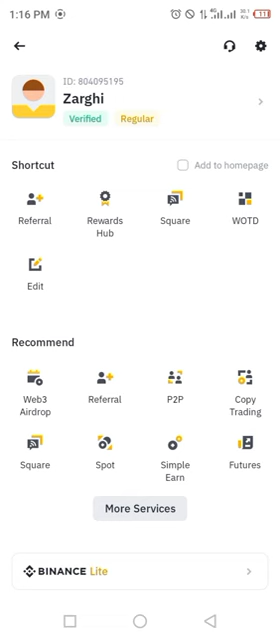 1:16 PM
ID: 804095195
Zarghi
Verified Regular
Shortcut Add to homepage
Referral Rewards Hub Square WOTD
Edit
Recommend
Web3 Airdrop Referral P2P Copy Trading
Square Spot Simple Earn Futures
More Services
BINANCE Lite